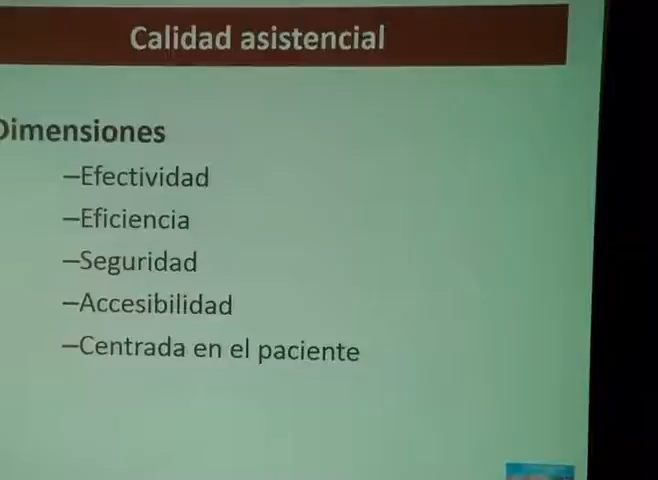 Calidad asistencial
Dimensiones
–Efectividad
–Eficiencia
–Seguridad
–Accesibilidad
–Centrada en el paciente